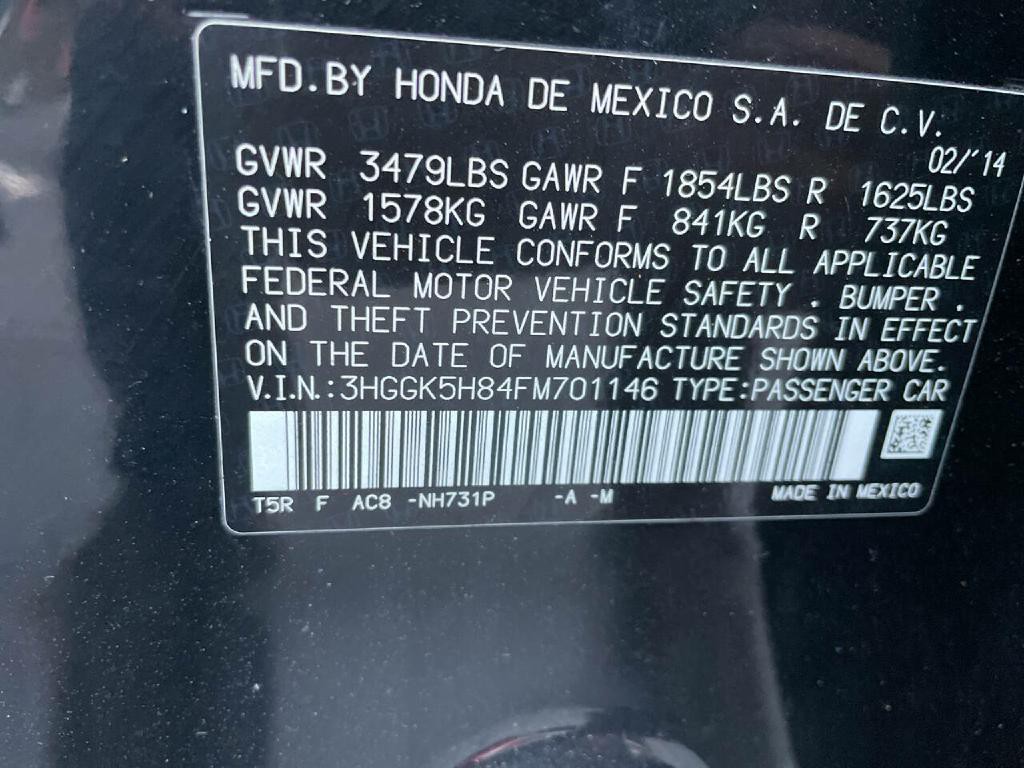 MFD.BY HONDA DE MEXICO S.A. DE C.V.
02/'14
GVWR 3479LBS GAWR F 1854LBS R 1625LBS
GVWR 1578KG GAWR F 841KG R 737KG
THIS VEHICLE CONFORMS TO ALL APPLICABLE
FEDERAL MOTOR VEHICLE SAFETY . BUMPER .
AND THEFT PREVENTION STANDARDS IN EFFECT
ON THE DATE OF MANUFACTURE SHOWN ABOVE.
V.I.N.:3HGGK5H84FM701146 TYPE:PASSENGER CAR
T5R F AC8 -NH731P -A -M MADE IN MEXICO